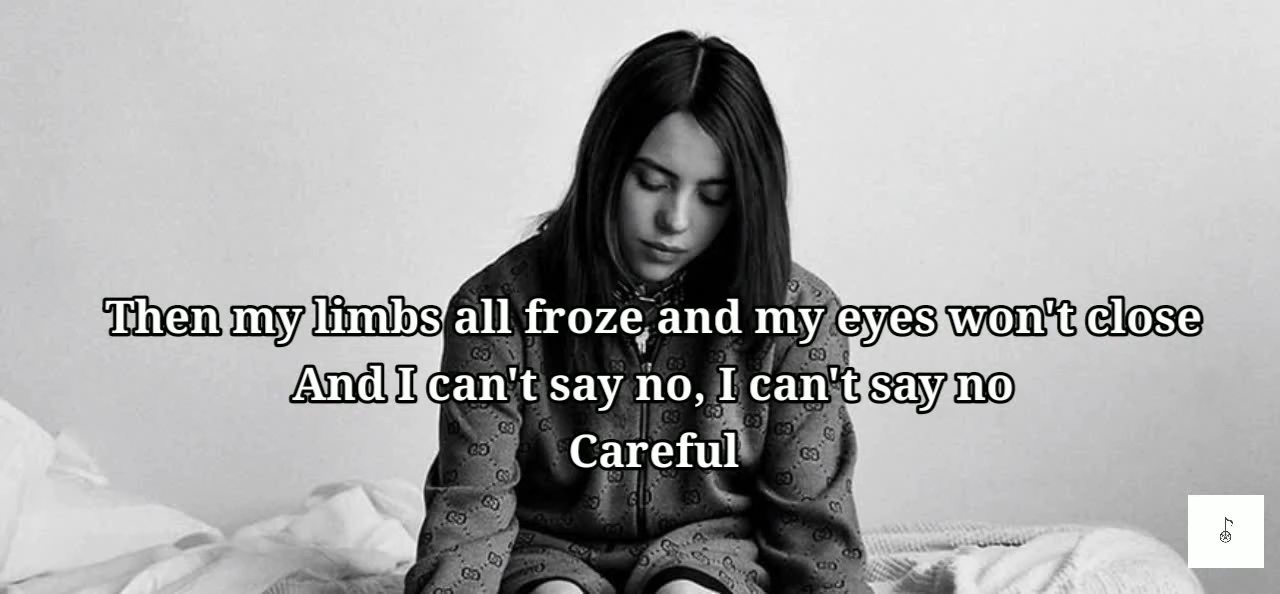 Then my limbs all froze and my eyes won't close
And I can't say no, I can't say no
Careful